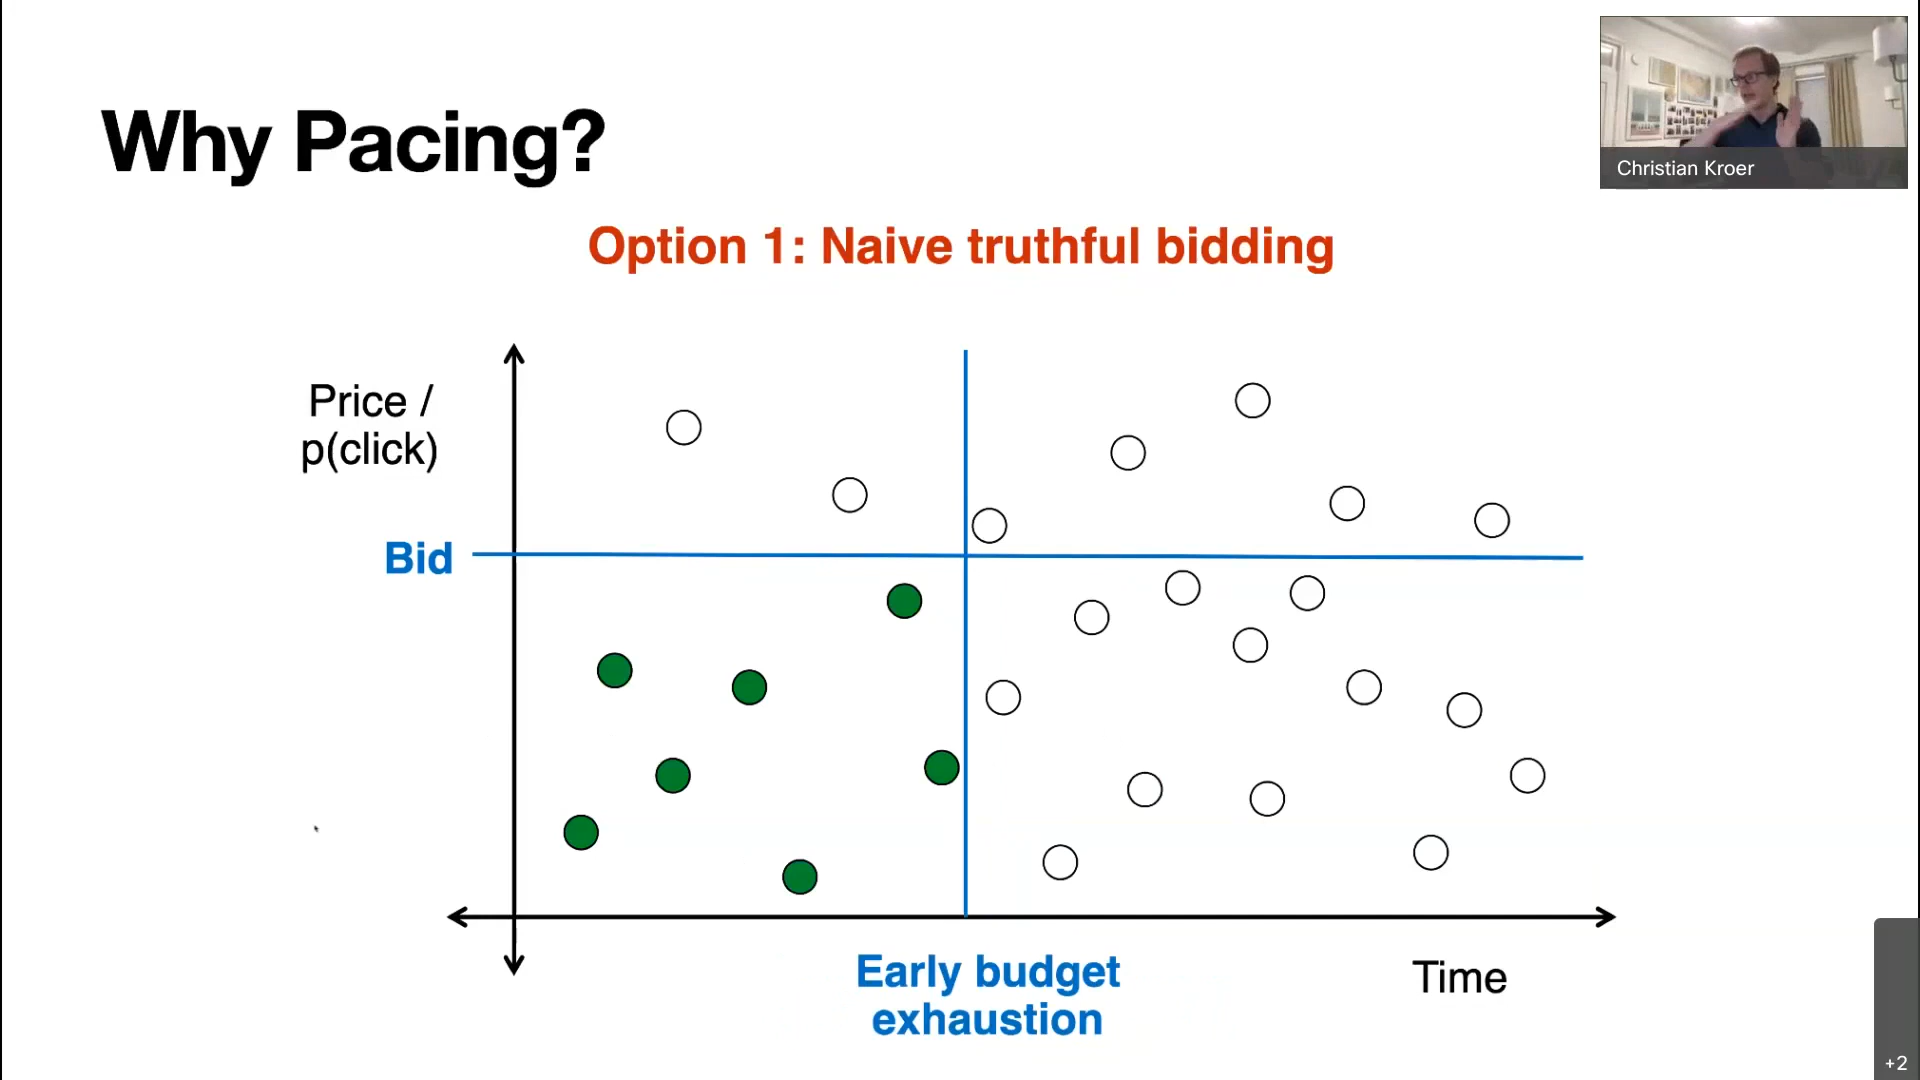 Why Pacing?
Christian Kroer
Option 1: Naive truthful bidding
Price /
p(click)
Bid
Early budget
exhaustion
Time
+2